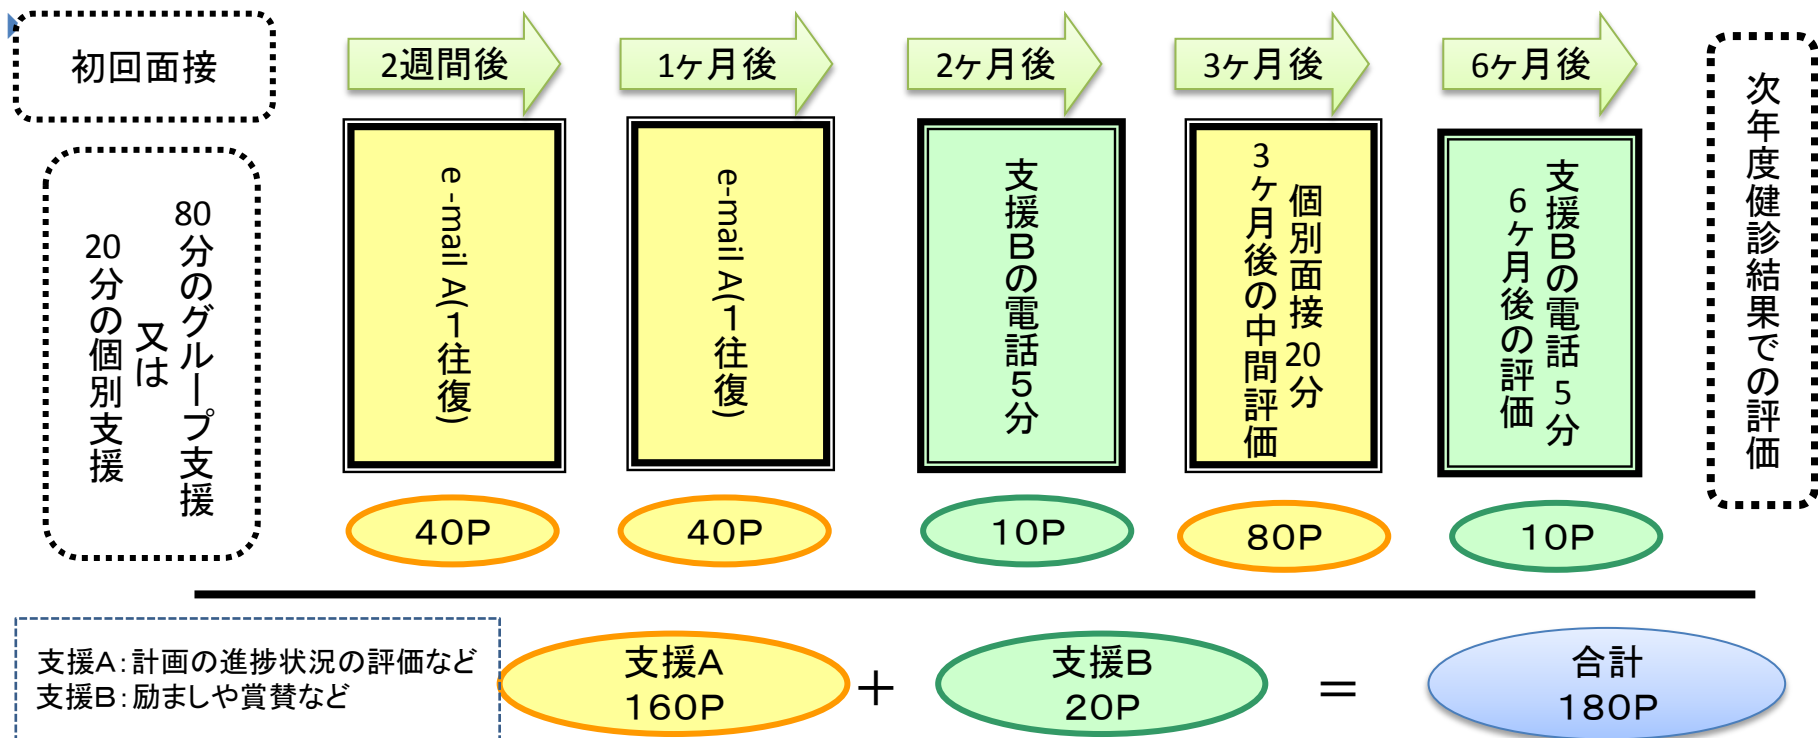 初回面接
80分のグループ支援
又は
20分の個別支援
2週間後
e -mail A(1往復)
40P
1ヶ月後
e-mail A(1往復)
40P
2ヶ月後
支援Bの電話5分
10P
3ヶ月後
個別面接 20分
3ヶ月後の中間評価
80P
6ヶ月後
支援Bの電話 5分
6ヶ月後の評価
10P
次年度健診結果での評価
支援A:計画の進捗状況の評価など
支援B:励ましや賞賛など
支援A
160P
+
支援B
20P
=
合計
180P